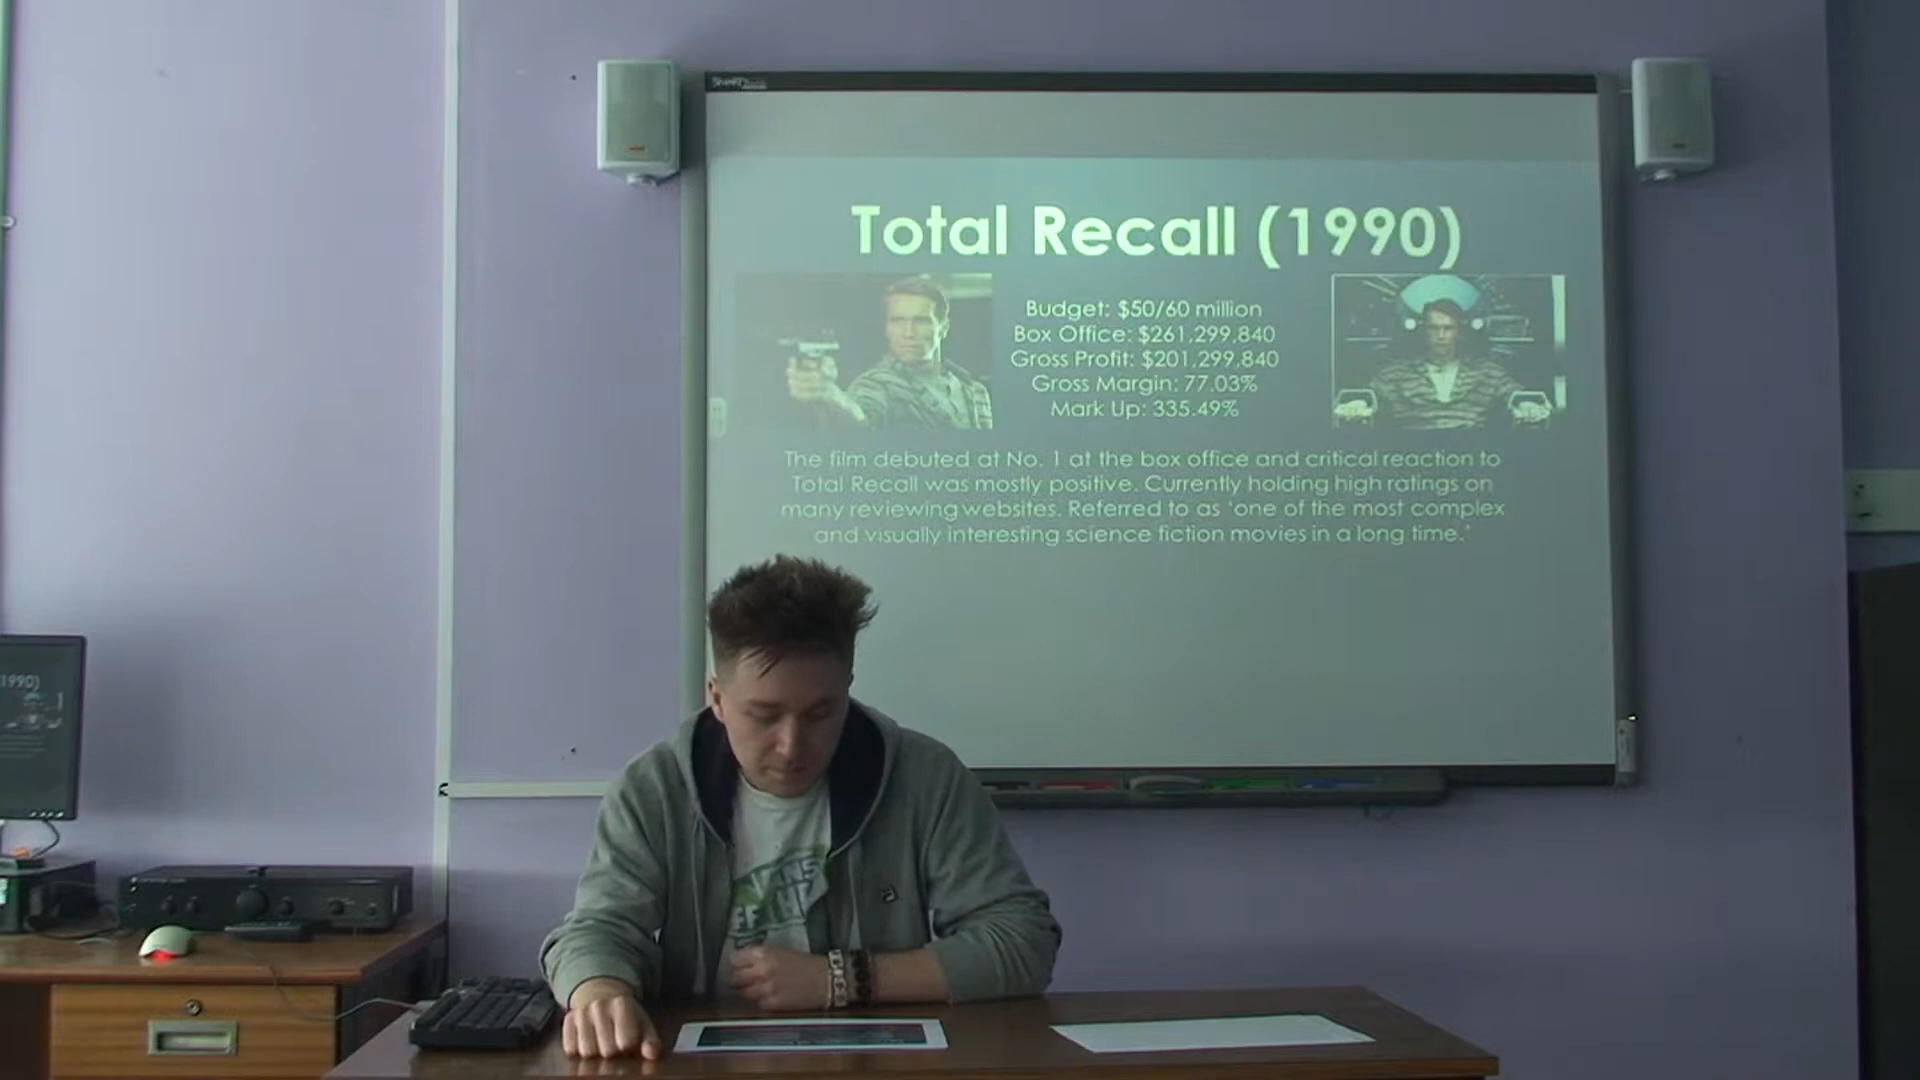 Total Recall (1990)
Budget: $50/60 million
Box Office: $261,299,840
Gross Profit: $201,299,840
Gross Margin: 77.03%
Mark Up: 335.49%
The film debuted at No. 1 at the box office and critical reaction to
Total Recall was mostly positive. Currently holding high ratings on
many reviewing websites. Referred to as ‘one of the most complex
and visually interesting science fiction movies in a long time.’
1990)